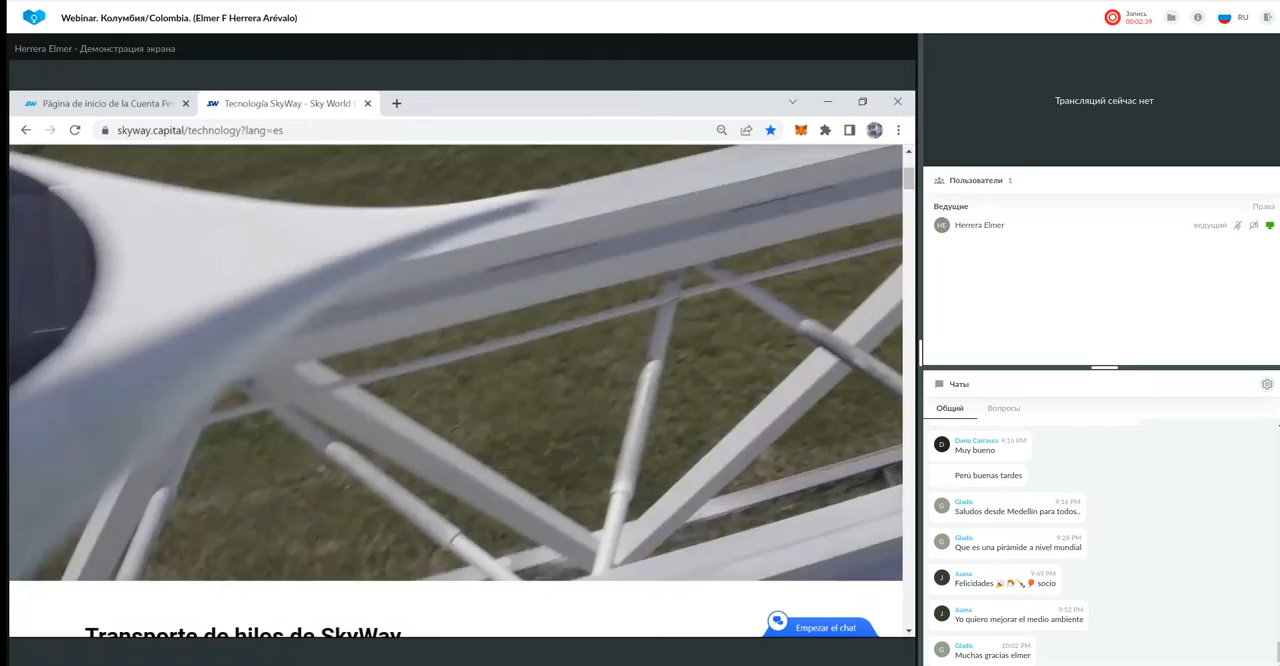 Webinar. Колумбия/Colombia. (Elmer F Herrera Arévalo)
Запись
00:02:39
RU
Herrera Elmer - Демонстрация экрана
Трансляций сейчас нет
SW Página de inicio de la Cuenta Pe
SW Tecnología SkyWay - Sky World C
skyway.capital/technology?lang=es
Пользователи 1
Ведущие Права
HE Herrera Elmer ведущий
Чаты
Общий Вопросы
D Dario Carrasco 9:16 PM
Muy bueno
Perú buenas tardes
G Gladis 9:16 PM
Saludos desde Medellín para todos..
G Gladis 9:28 PM
Que es una pirámide a nivel mundial
J Juana 9:49 PM
Felicidades 🎉🎊🍾🎈 socio
J Juana 9:52 PM
Yo quiero mejorar el medio ambiente
G Gladis 10:02 PM
Muchas gracias elmer
Transporte de hilos de SkyWay
Empezar el chat